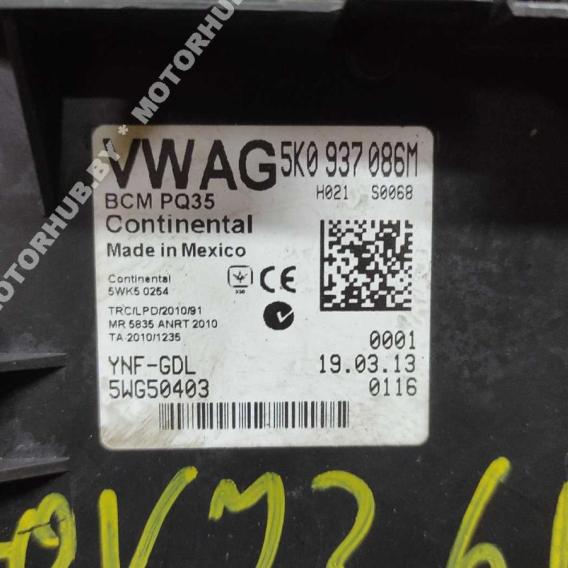 MOTORHUB.BY * MOTORHUB
VWAG 5K0 937 086M
BCM PQ35 H021 S0068
Continental
Made in Mexico
Continental
5WK5 0254
TRC/LPD/2010/91
MR 5835 ANRT 2010
TA-2010/1235
0001
YNF-GDL 19.03.13
5WG50403 0116